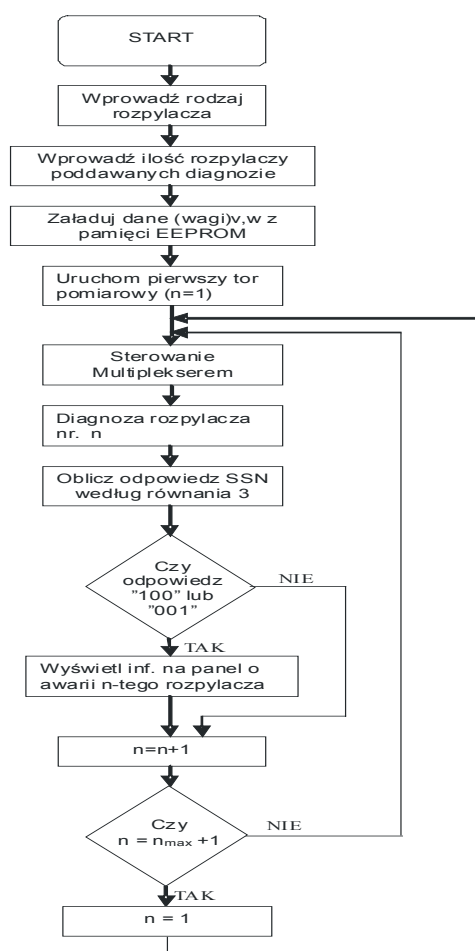 START
Wprowadź rodzaj
rozpylacza
Wprowadź ilość rozpylaczy
poddawanych diagnozie
Załaduj dane (wagi)v,w z
pamięci EEPROM
Uruchom pierwszy tor
pomiarowy (n=1)
Sterowanie
Multiplekserem
Diagnoza rozpylacza
nr. n
Oblicz odpowiedz SSN
według równania 3
Czy
odpowiedz
"100" lub
"001"
NIE
TAK
Wyświetl inf. na panel o
awarii n-tego rozpylacza
n=n+1
Czy
n = nmax +1
NIE
TAK
n = 1